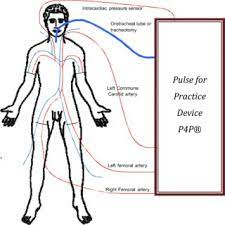 Intracardiac pressure sensor
Orotracheal tube or
tracheotomy
Left Commune
Carotid artery
Left femoral artery
Right Femoral artery
Pulse for
Practice
Device
P4P®